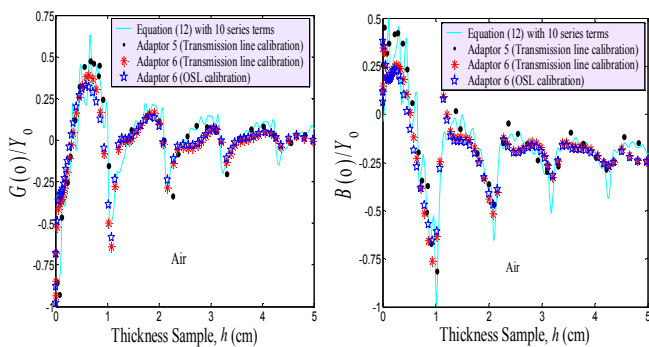 Equation (12) with 10 series terms
Adaptor 5 (Transmission line calibration)
Adaptor 6 (Transmission line calibration)
Adaptor 6 (OSL calibration)
0.75
0.5
0.25
0
-0.25
-0.5
-0.75
-1
G (o)/Y0
Air
0 1 2 3 4 5
Thickness Sample, h (cm)
Equation (12) with 10 series terms
Adaptor 5 (Transmission line calibration)
Adaptor 6 (Transmission line calibration)
Adaptor 6 (OSL calibration)
0.5
0.25
0
-0.25
-0.5
-0.75
-1
B (o)/Y0
Air
0 1 2 3 4 5
Thickness Sample, h (cm)